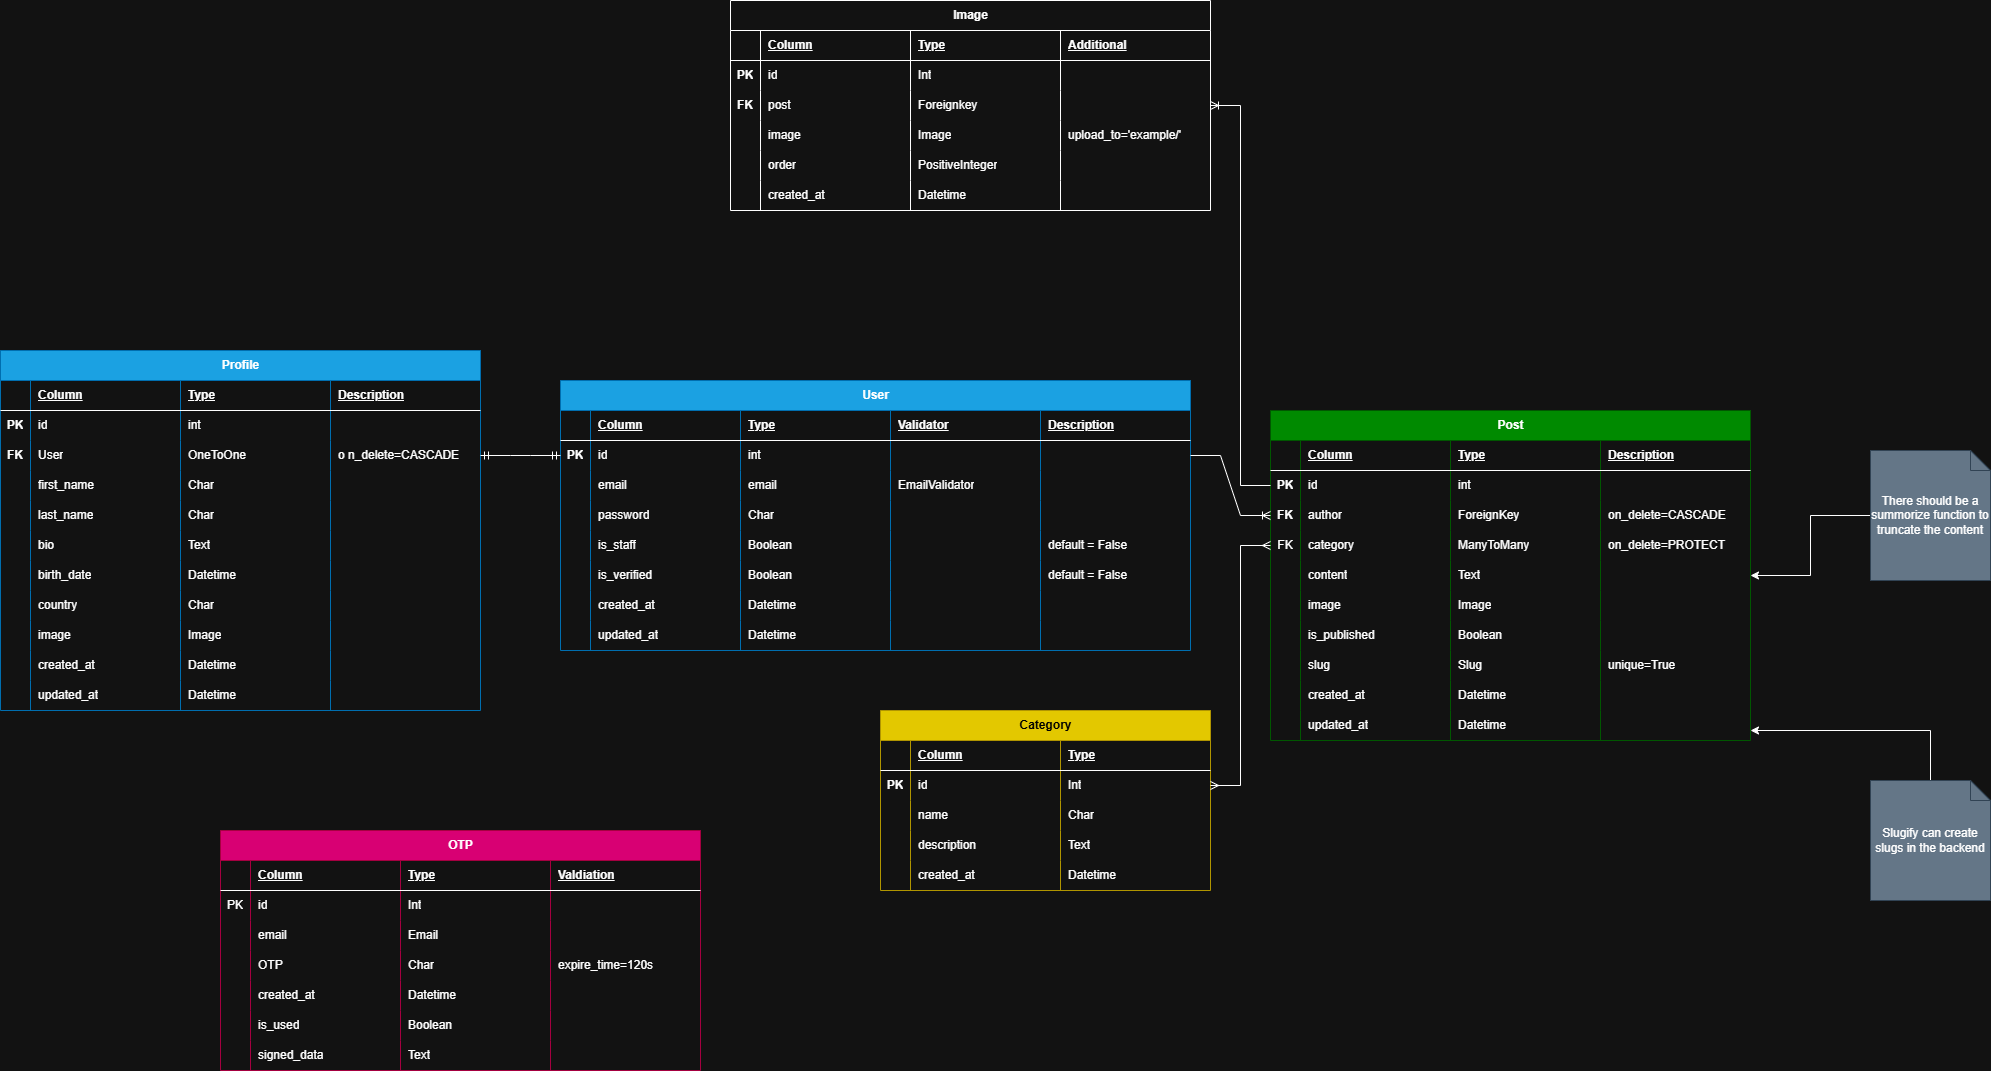 Image
Column Type Additional
PK id Int
FK post Foreignkey
image Image upload_to='example/'
order PositiveInteger
created_at Datetime
Profile
Column Type Description
PK id int
FK User OneToOne o n_delete=CASCADE
first_name Char
last_name Char
bio Text
birth_date Datetime
country Char
image Image
created_at Datetime
updated_at Datetime
User
Column Type Validator Description
PK id int
email email EmailValidator
password Char
is_staff Boolean default = False
is_verified Boolean default = False
created_at Datetime
updated_at Datetime
Post
Column Type Description
PK id int
FK author ForeignKey on_delete=CASCADE
FK category ManyToMany on_delete=PROTECT
content Text
image Image
is_published Boolean
slug Slug unique=True
created_at Datetime
updated_at Datetime
There should be a
summorize function to
truncate the content
Category
Column Type
PK id Int
name Char
description Text
created_at Datetime
Slugify can create
slugs in the backend
OTP
Column Type Valdiation
PK id Int
email Email
OTP Char expire_time=120s
created_at Datetime
is_used Boolean
signed_data Text